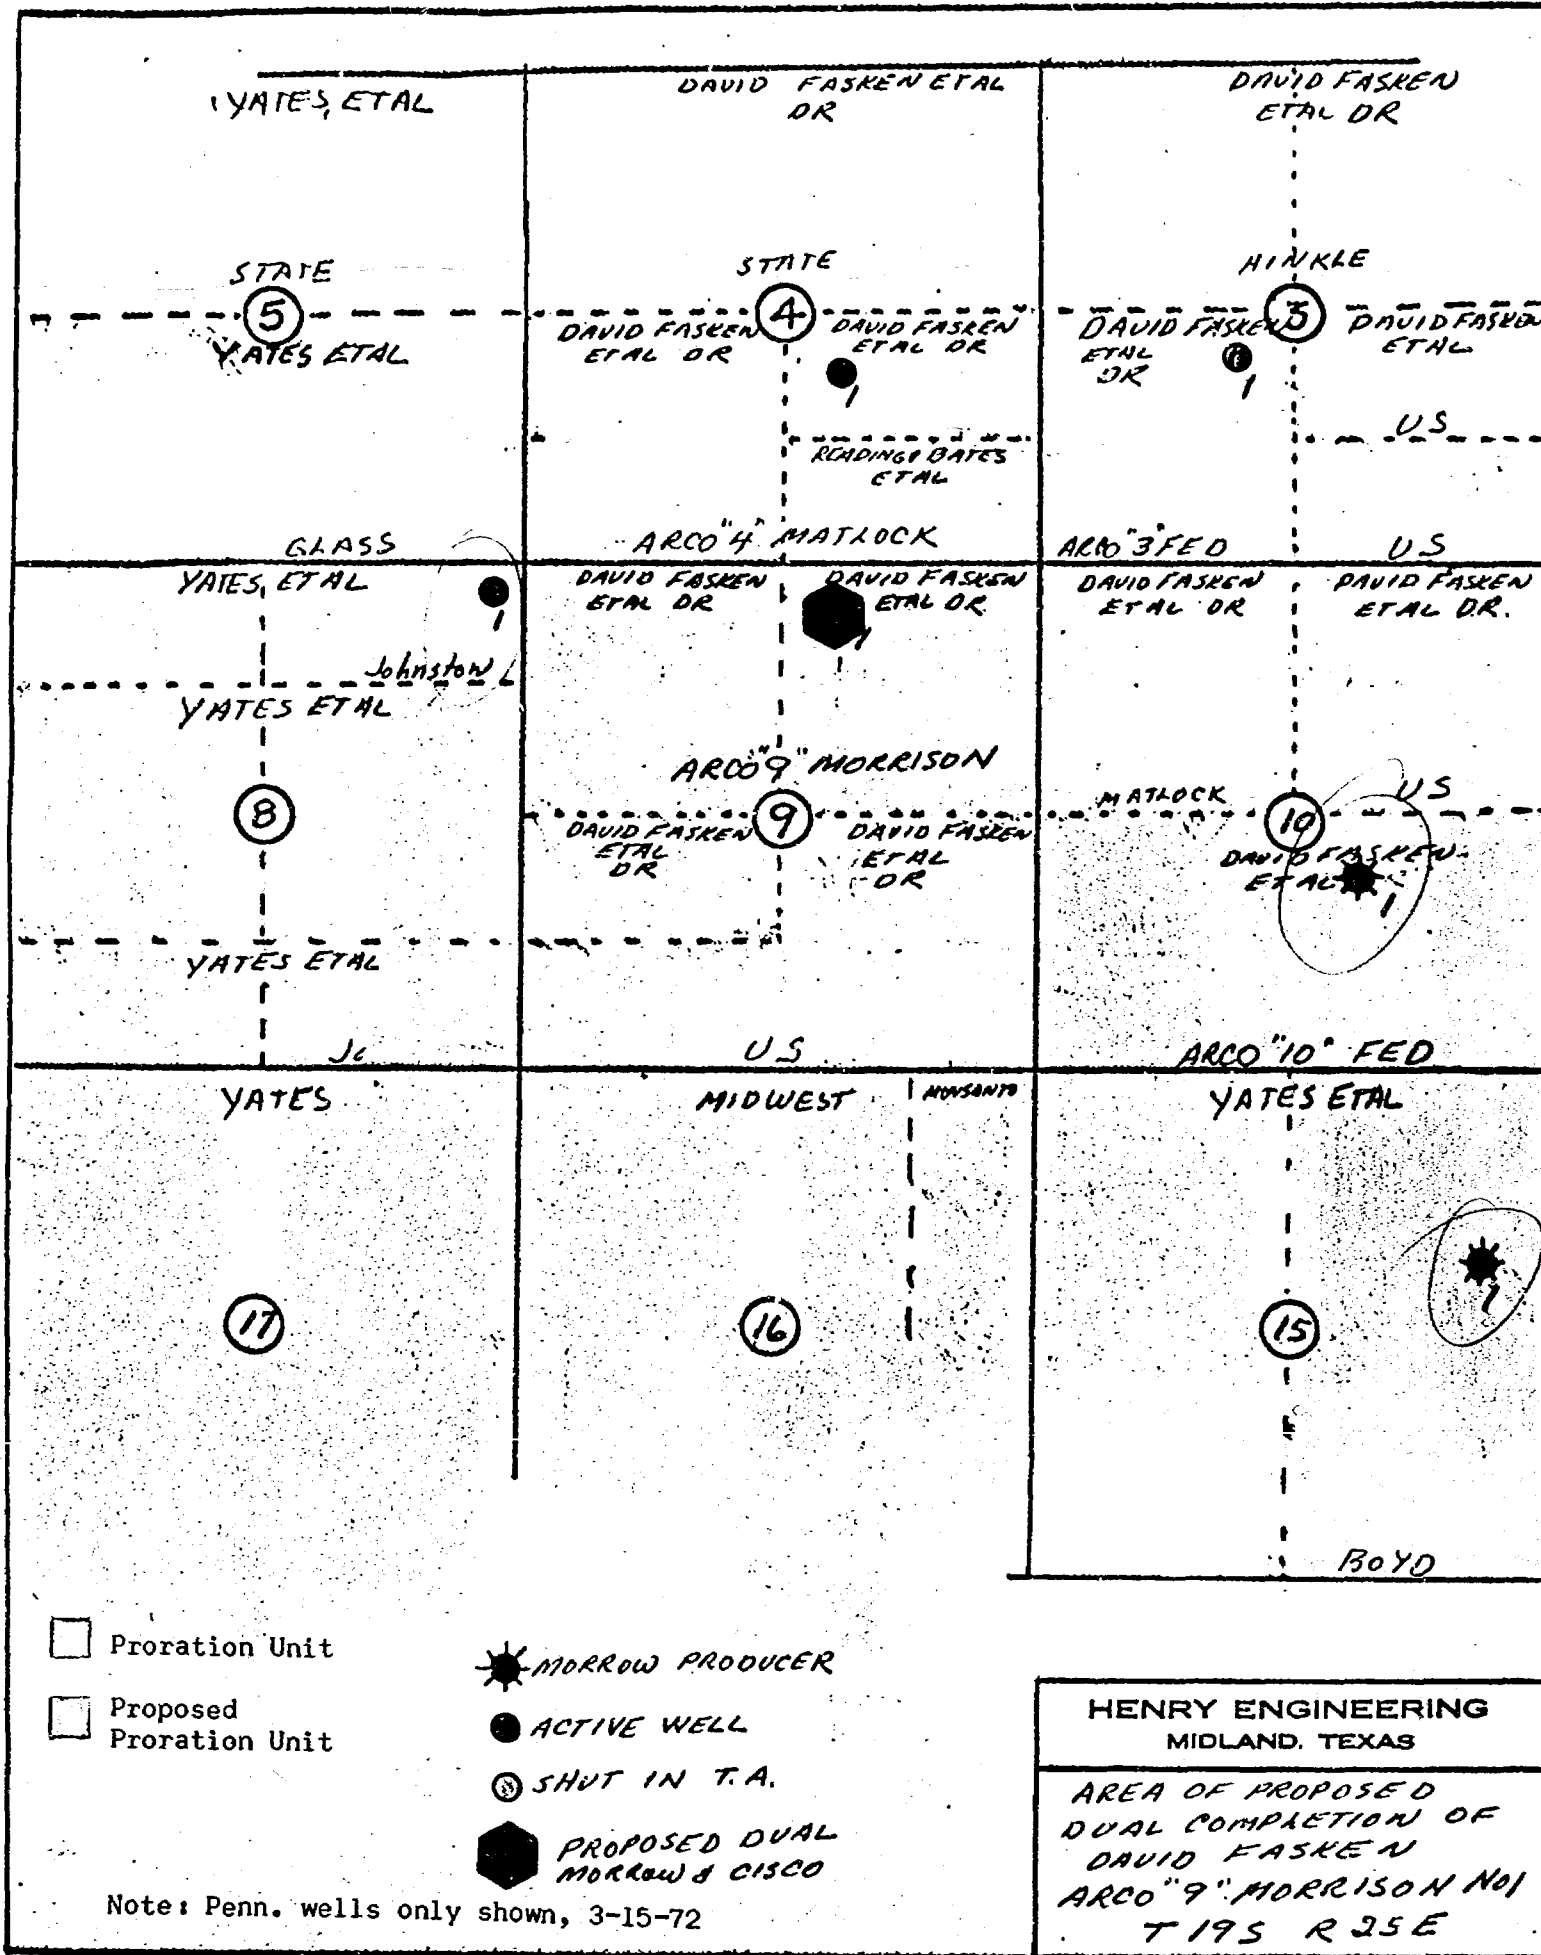 YATES, ETAL
DAVID FASKEN ETAL
DR
DAVID FASKEN
ETAL DR
STATE
STATE
HINKLE
5
4
3
YATES ETAL
DAVID FASKEN
ETAL DR
DAVID FASKEN
ETAL DR
DAVID FASKEN
ETAL
DR
DAVID FASKEN
ETAL
1
1
US
READING & BATES
ETAL
GLASS
ARCO "4" MATLOCK
ARCO "3" FED
US
YATES, ETAL
1
DAVID FASKEN
ETAL DR
DAVID FASKEN
ETAL DR
1
DAVID FASKEN
ETAL DR
DAVID FASKEN
ETAL DR.
Johnston
YATES ETAL
ARCO "9" MORRISON
MATLOCK
US
8
9
10
DAVID FASKEN
ETAL
DR
DAVID FASKEN
ETAL
DR
DAVID FASKEN
ETAL
1
YATES ETAL
US
ARCO "10" FED
YATES
MIDWEST
MONSANTO
YATES ETAL
1
17
16
15
BOYD
Proration Unit
Proposed
Proration Unit
MORROW PRODUCER
ACTIVE WELL
SHUT IN T.A.
PROPOSED DUAL
MORROW & CISCO
Note: Penn. wells only shown, 3-15-72
HENRY ENGINEERING
MIDLAND, TEXAS
AREA OF PROPOSED
DUAL COMPLETION OF
DAVID FASKEN
ARCO "9" MORRISON No1
T 19S R 25E